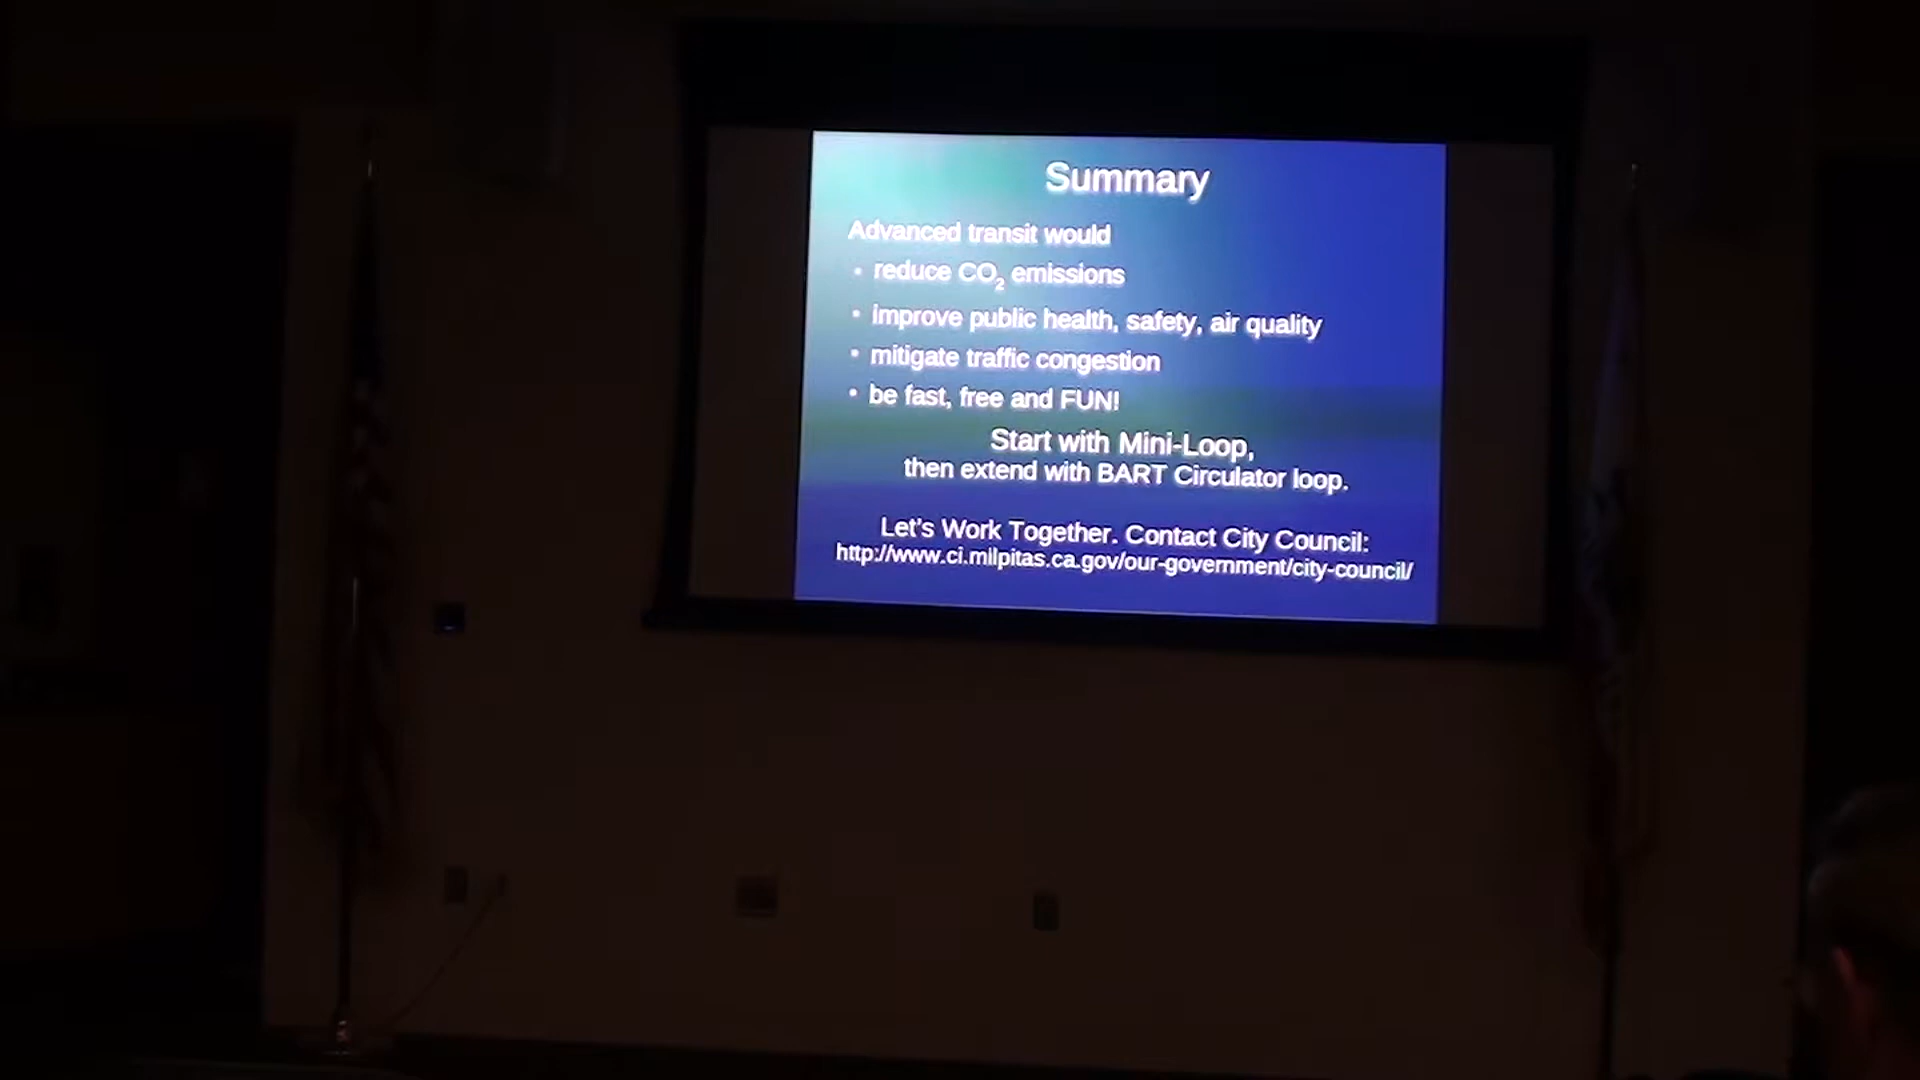 Summary
Advanced transit would
• reduce CO₂ emissions
• improve public health, safety, air quality
• mitigate traffic congestion
• be fast, free and FUN!
Start with Mini-Loop,
then extend with BART Circulator loop.
Let's Work Together. Contact City Council:
http://www.ci.milpitas.ca.gov/our-government/city-council/